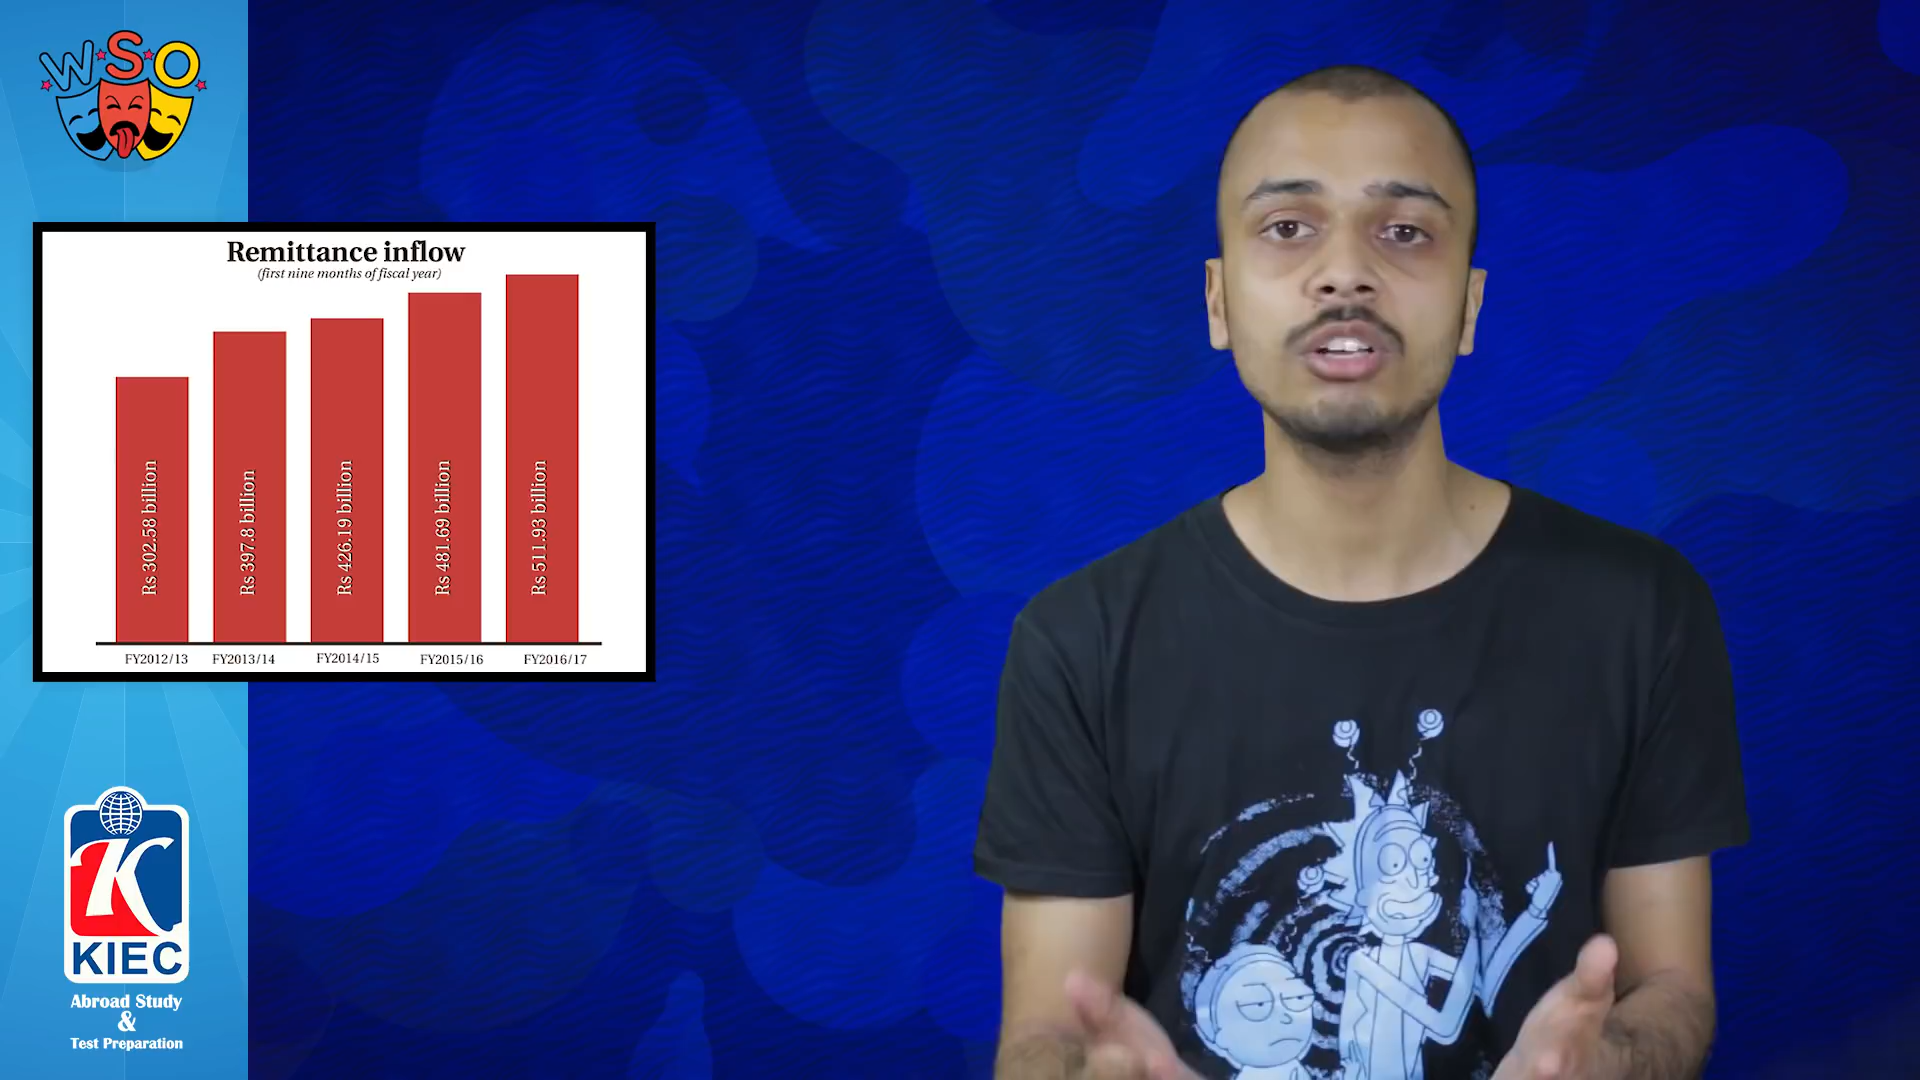 WSO
Remittance inflow
(first nine months of fiscal year)
Rs 302.58 billion
Rs 397.8 billion
Rs 426.19 billion
Rs 481.69 billion
Rs 511.93 billion
FY2012/13 FY2013/14 FY2014/15 FY2015/16 FY2016/17
K
KIEC
Abroad Study
&
Test Preparation